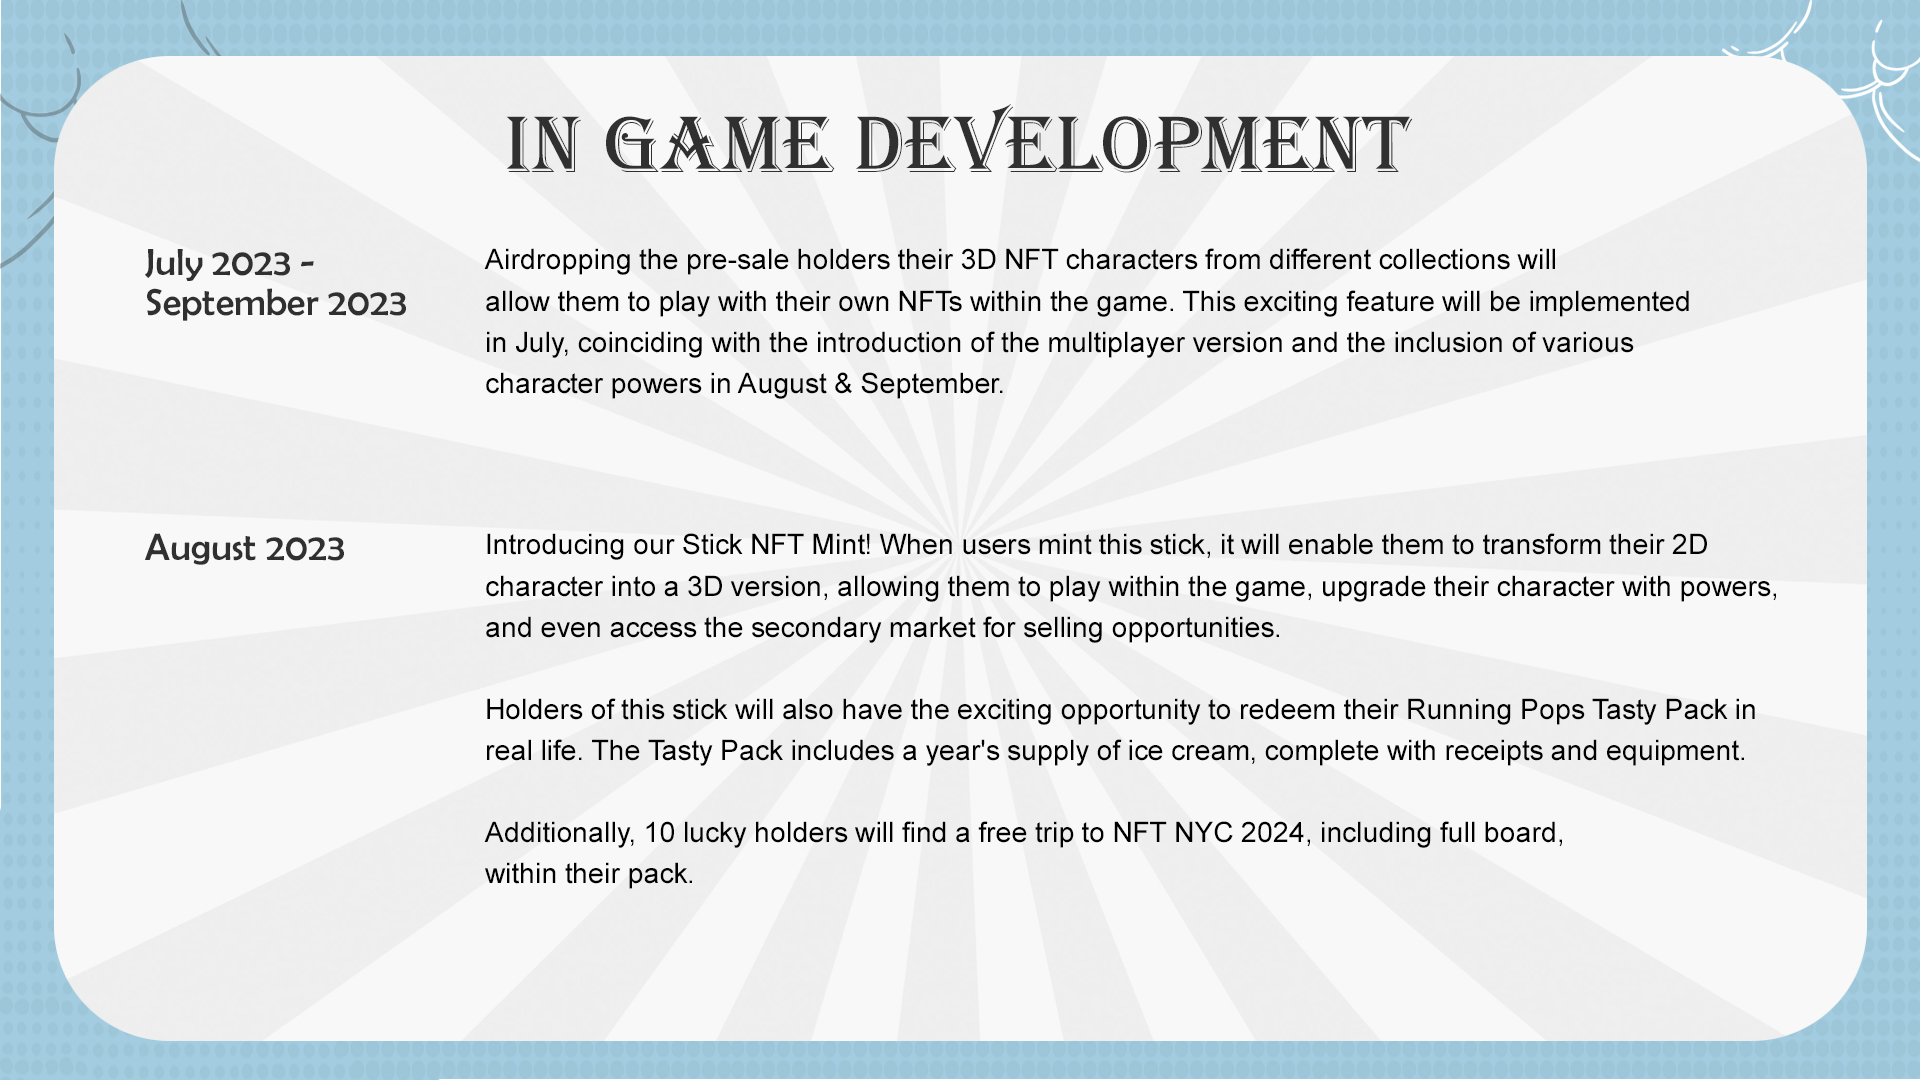 IN GAME DEVELOPMENT
July 2023 -
September 2023
Airdropping the pre-sale holders their 3D NFT characters from different collections will
allow them to play with their own NFTs within the game. This exciting feature will be implemented
in July, coinciding with the introduction of the multiplayer version and the inclusion of various
character powers in August & September.
August 2023
Introducing our Stick NFT Mint! When users mint this stick, it will enable them to transform their 2D
character into a 3D version, allowing them to play within the game, upgrade their character with powers,
and even access the secondary market for selling opportunities.
Holders of this stick will also have the exciting opportunity to redeem their Running Pops Tasty Pack in
real life. The Tasty Pack includes a year's supply of ice cream, complete with receipts and equipment.
Additionally, 10 lucky holders will find a free trip to NFT NYC 2024, including full board,
within their pack.